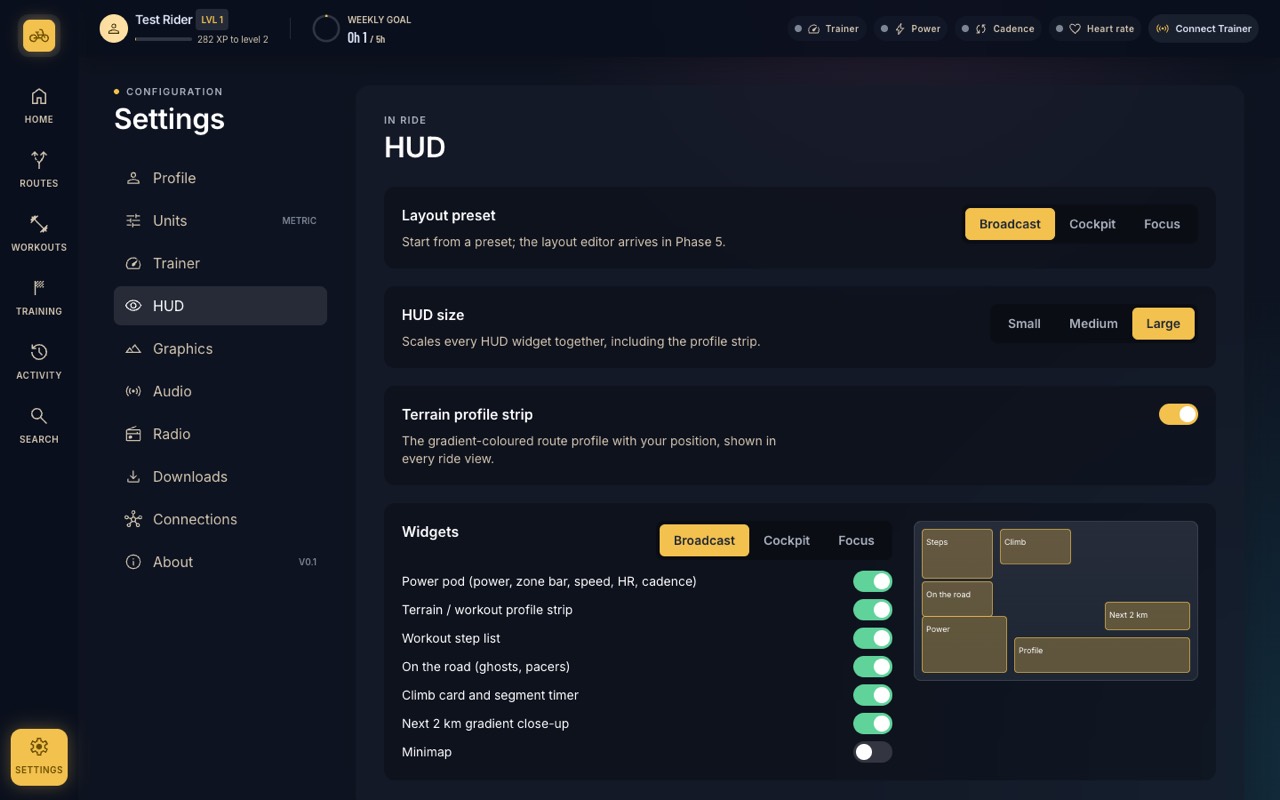 Test Rider LVL 1
282 XP to level 2
WEEKLY GOAL
0h 1 / 5h
Trainer
Power
Cadence
Heart rate
Connect Trainer
HOME
ROUTES
WORKOUTS
TRAINING
ACTIVITY
SEARCH
SETTINGS
CONFIGURATION
Settings
Profile
Units METRIC
Trainer
HUD
Graphics
Audio
Radio
Downloads
Connections
About V0.1
IN RIDE
HUD
Layout preset
Start from a preset; the layout editor arrives in Phase 5.
Broadcast Cockpit Focus
HUD size
Scales every HUD widget together, including the profile strip.
Small Medium Large
Terrain profile strip
The gradient-coloured route profile with your position, shown in
every ride view.
Widgets
Broadcast Cockpit Focus
Power pod (power, zone bar, speed, HR, cadence)
Terrain / workout profile strip
Workout step list
On the road (ghosts, pacers)
Climb card and segment timer
Next 2 km gradient close-up
Minimap
Steps
Climb
On the road
Next 2 km
Power
Profile